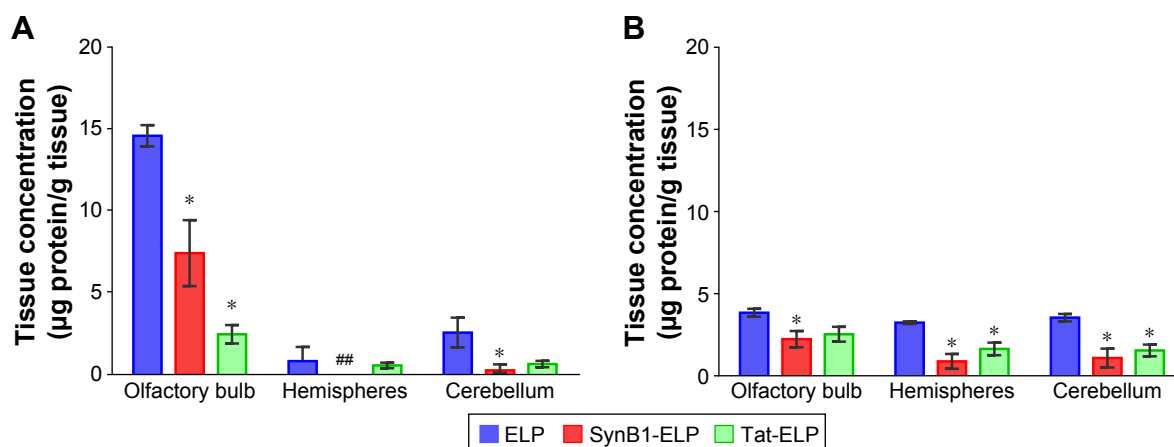 A
Tissue concentration
(µg protein/g tissue)
20
15
10
5
0
*
*
##
*
Olfactory bulb
Hemispheres
Cerebellum
B
Tissue concentration
(µg protein/g tissue)
20
15
10
5
0
*
*
*
*
*
Olfactory bulb
Hemispheres
Cerebellum
ELP
SynB1-ELP
Tat-ELP